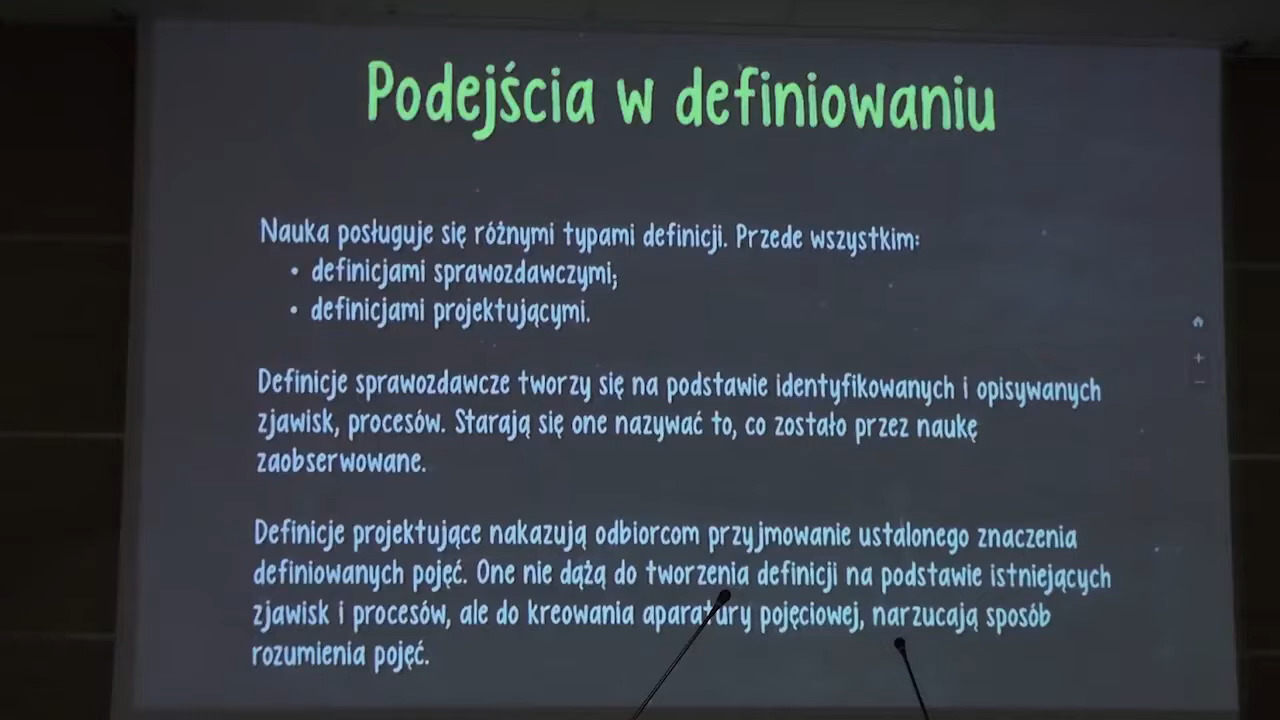 Podejścia w definiowaniu
Nauka posługuje się różnymi typami definicji. Przede wszystkim:
• definicjami sprawozdawczymi;
• definicjami projektującymi.
Definicje sprawozdawcze tworzy się na podstawie identyfikowanych i opisywanych
zjawisk, procesów. Starają się one nazywać to, co zostało przez naukę
zaobserwowane.
Definicje projektujące nakazują odbiorcom przyjmowanie ustalonego znaczenia
definiowanych pojęć. One nie dążą do tworzenia definicji na podstawie istniejących
zjawisk i procesów, ale do kreowania aparatury pojęciowej, narzucają sposób
rozumienia pojęć.